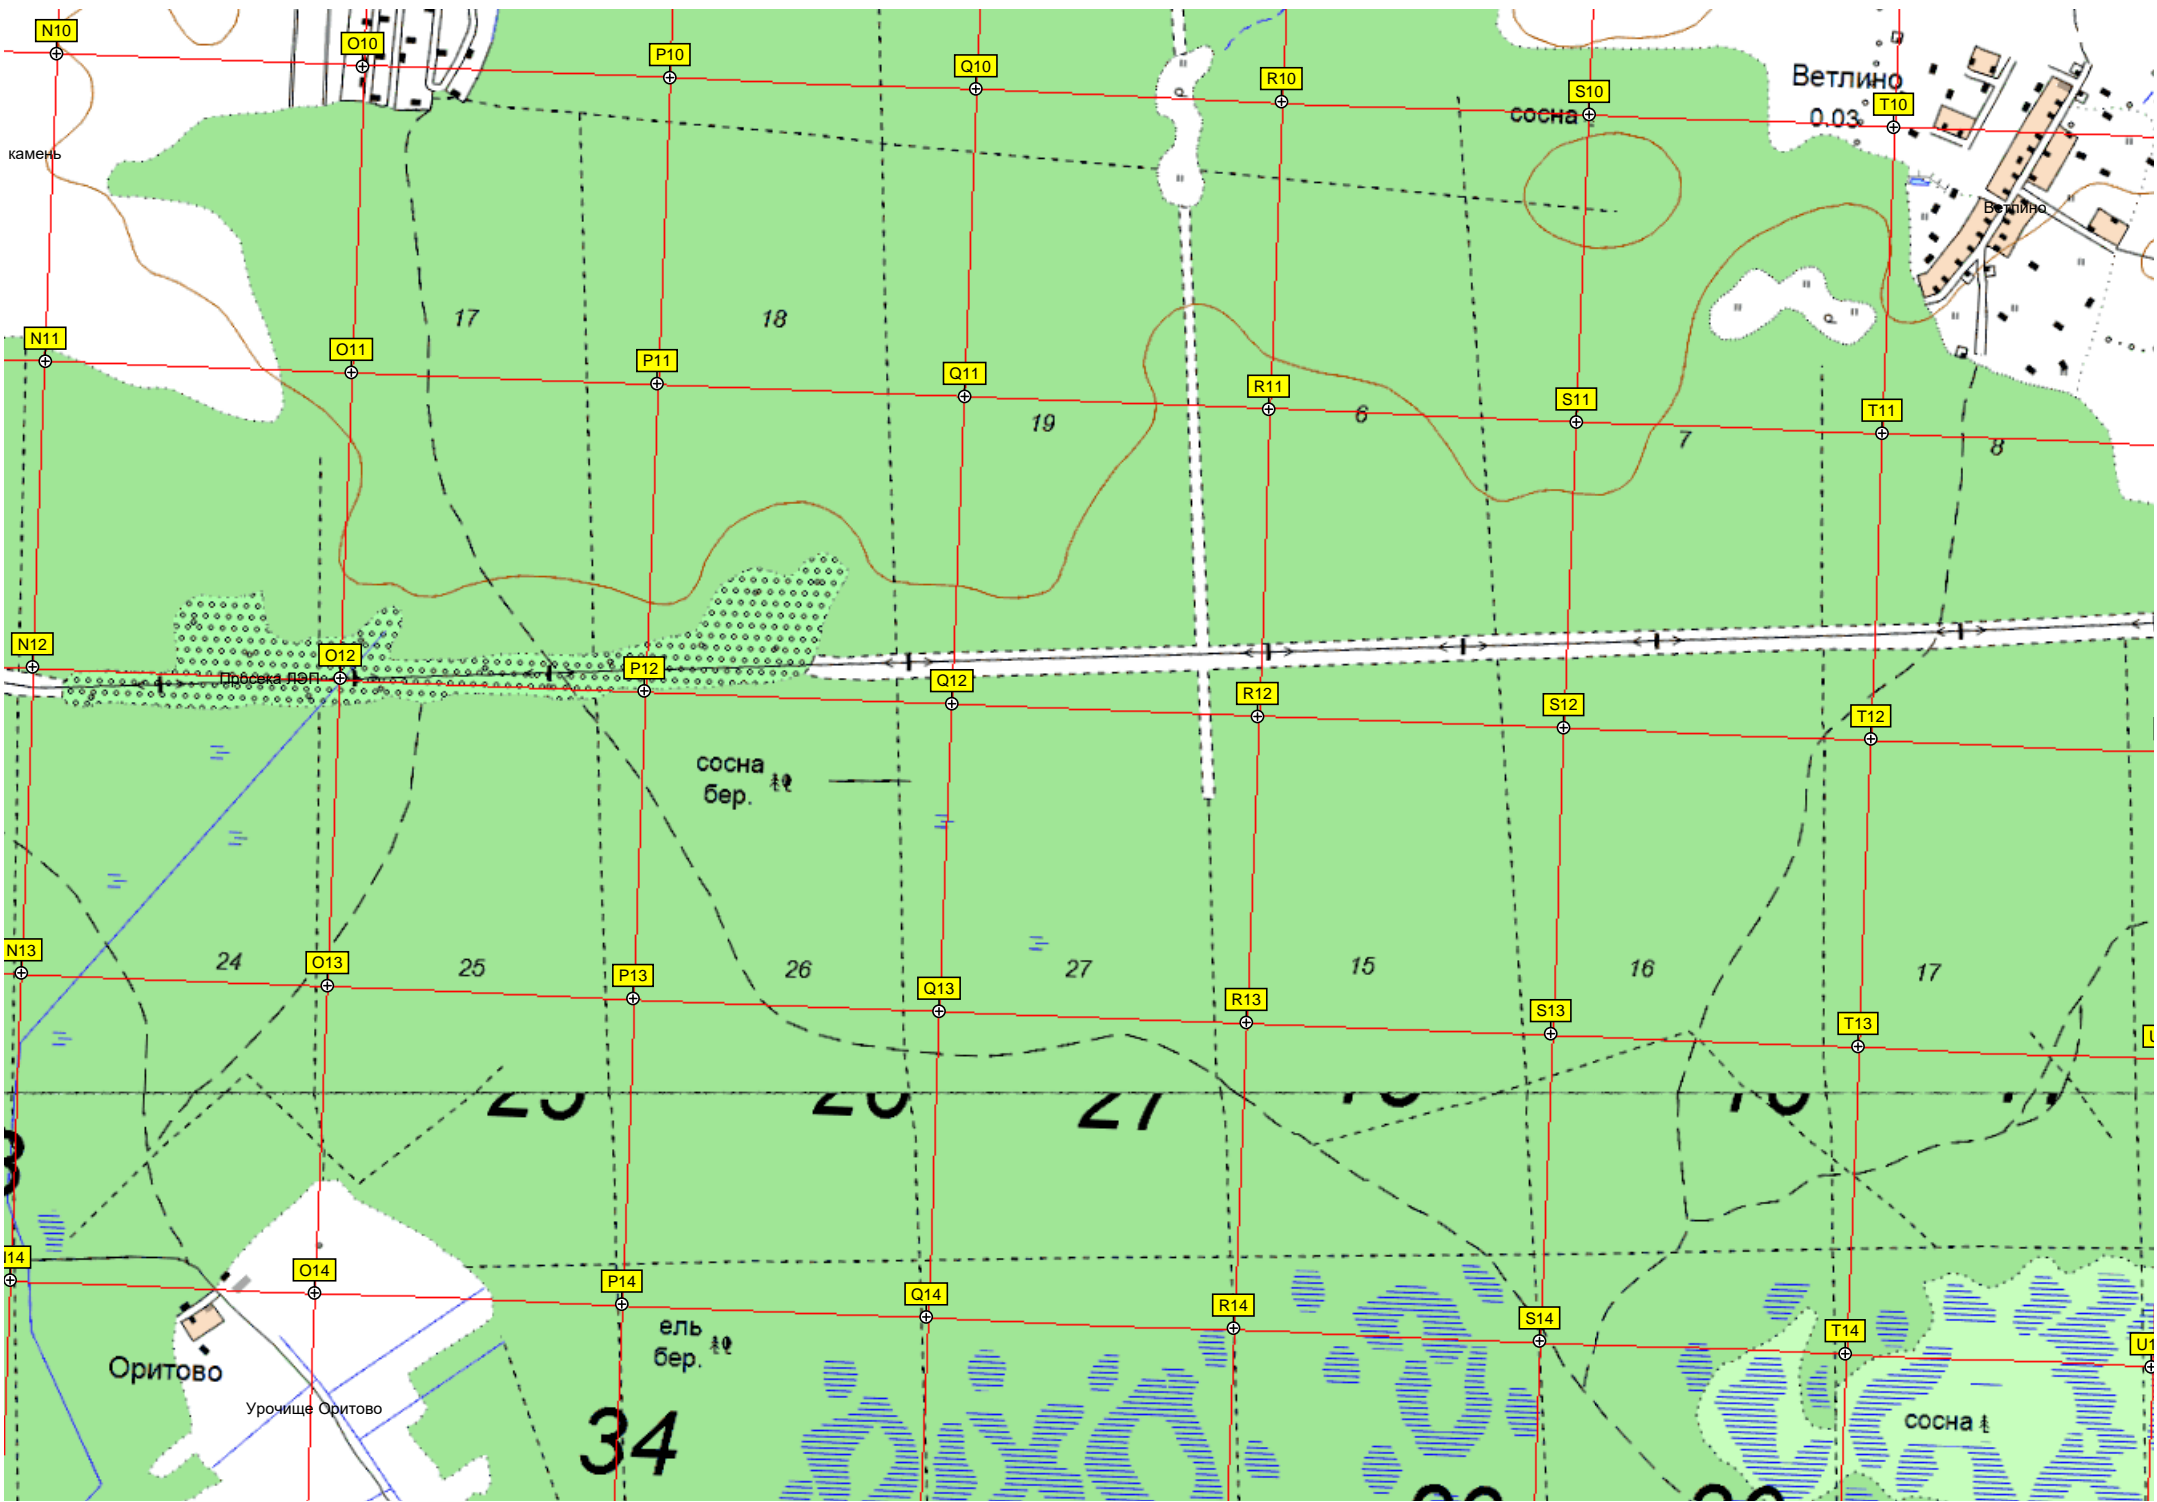 N10
O10
P10
Q10
R10
S10
T10
Ветлино
0.03
сосна
камень
Ветлино
17
18
N11
O11
P11
Q11
R11
S11
T11
19
6
7
8
N12
O12
P12
Q12
R12
S12
T12
Просека ЛЭП
сосна
бер.
N13
O13
P13
Q13
R13
S13
T13
24
25
26
27
15
16
17
27
O14
P14
Q14
R14
S14
T14
ель
бер.
Оритово
Урочище Оритово
34
сосна